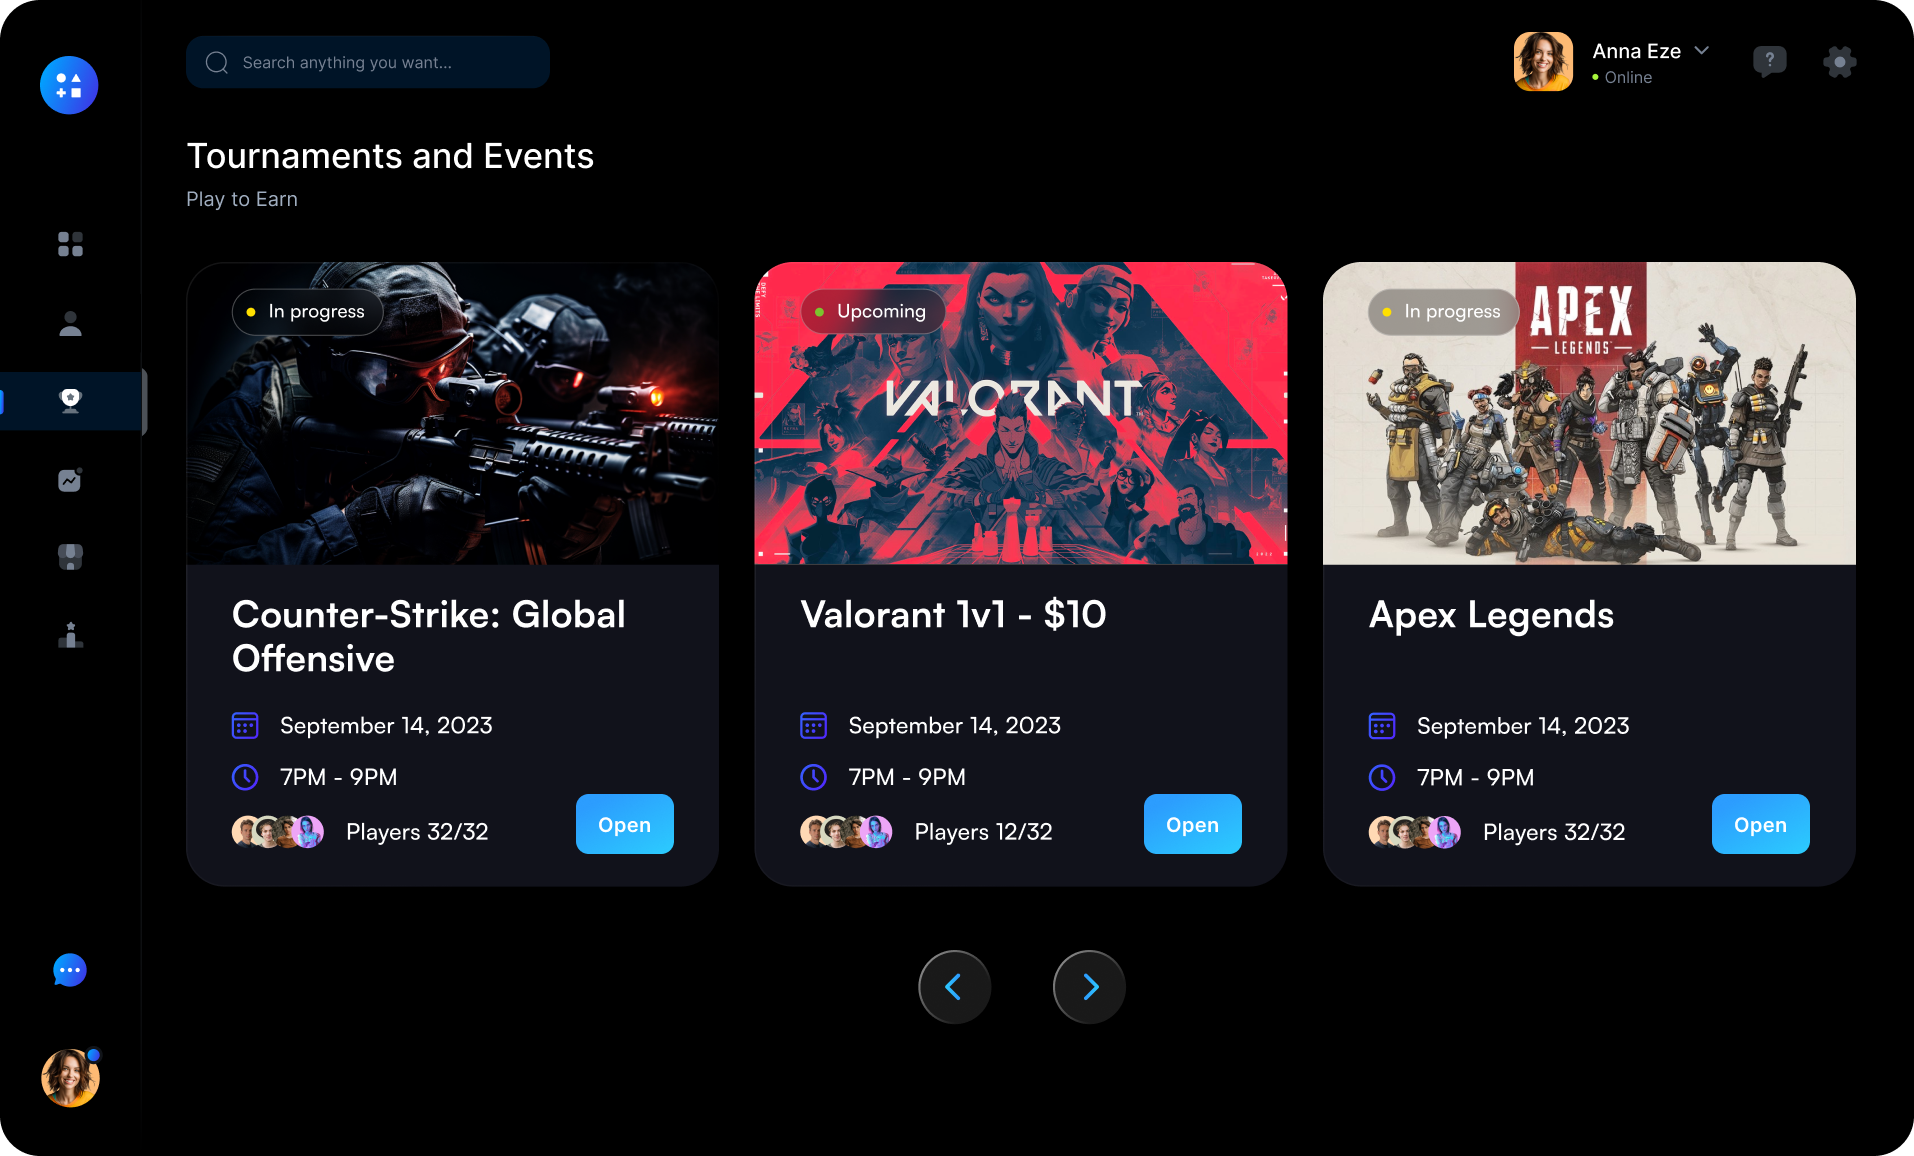 Search anything you want...
Anna Eze
Online
?
Tournaments and Events
Play to Earn
In progress
Upcoming
VALORANT
In progress
APEX
LEGENDS
Counter-Strike: Global
Offensive
September 14, 2023
7PM - 9PM
Players 32/32
Open
Valorant 1v1 - $10
September 14, 2023
7PM - 9PM
Players 12/32
Open
Apex Legends
September 14, 2023
7PM - 9PM
Players 32/32
Open